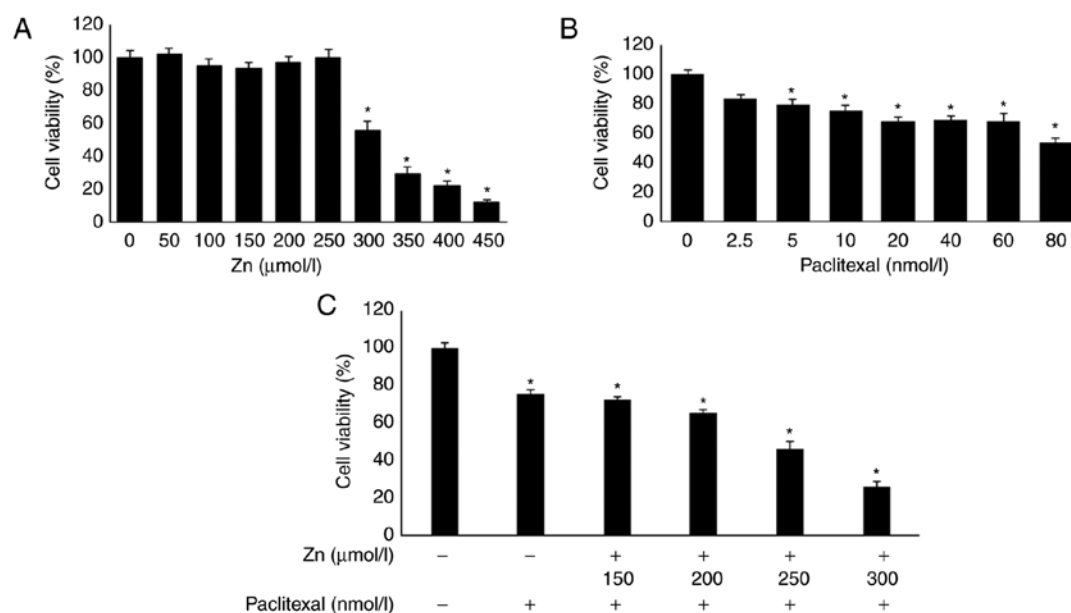 A
Cell viability (%)
120
100
80
60
40
20
0
*
*
*
*
0 50 100 150 200 250 300 350 400 450
Zn (μmol/l)
B
Cell viability (%)
120
100
80
60
40
20
0
*
*
*
*
*
*
0 2.5 5 10 20 40 60 80
Paclitexal (nmol/l)
C
Cell viability (%)
120
100
80
60
40
20
0
*
*
*
*
*
Zn (μmol/l) – – + + + +
150 200 250 300
Paclitexal (nmol/l) – + + + + +